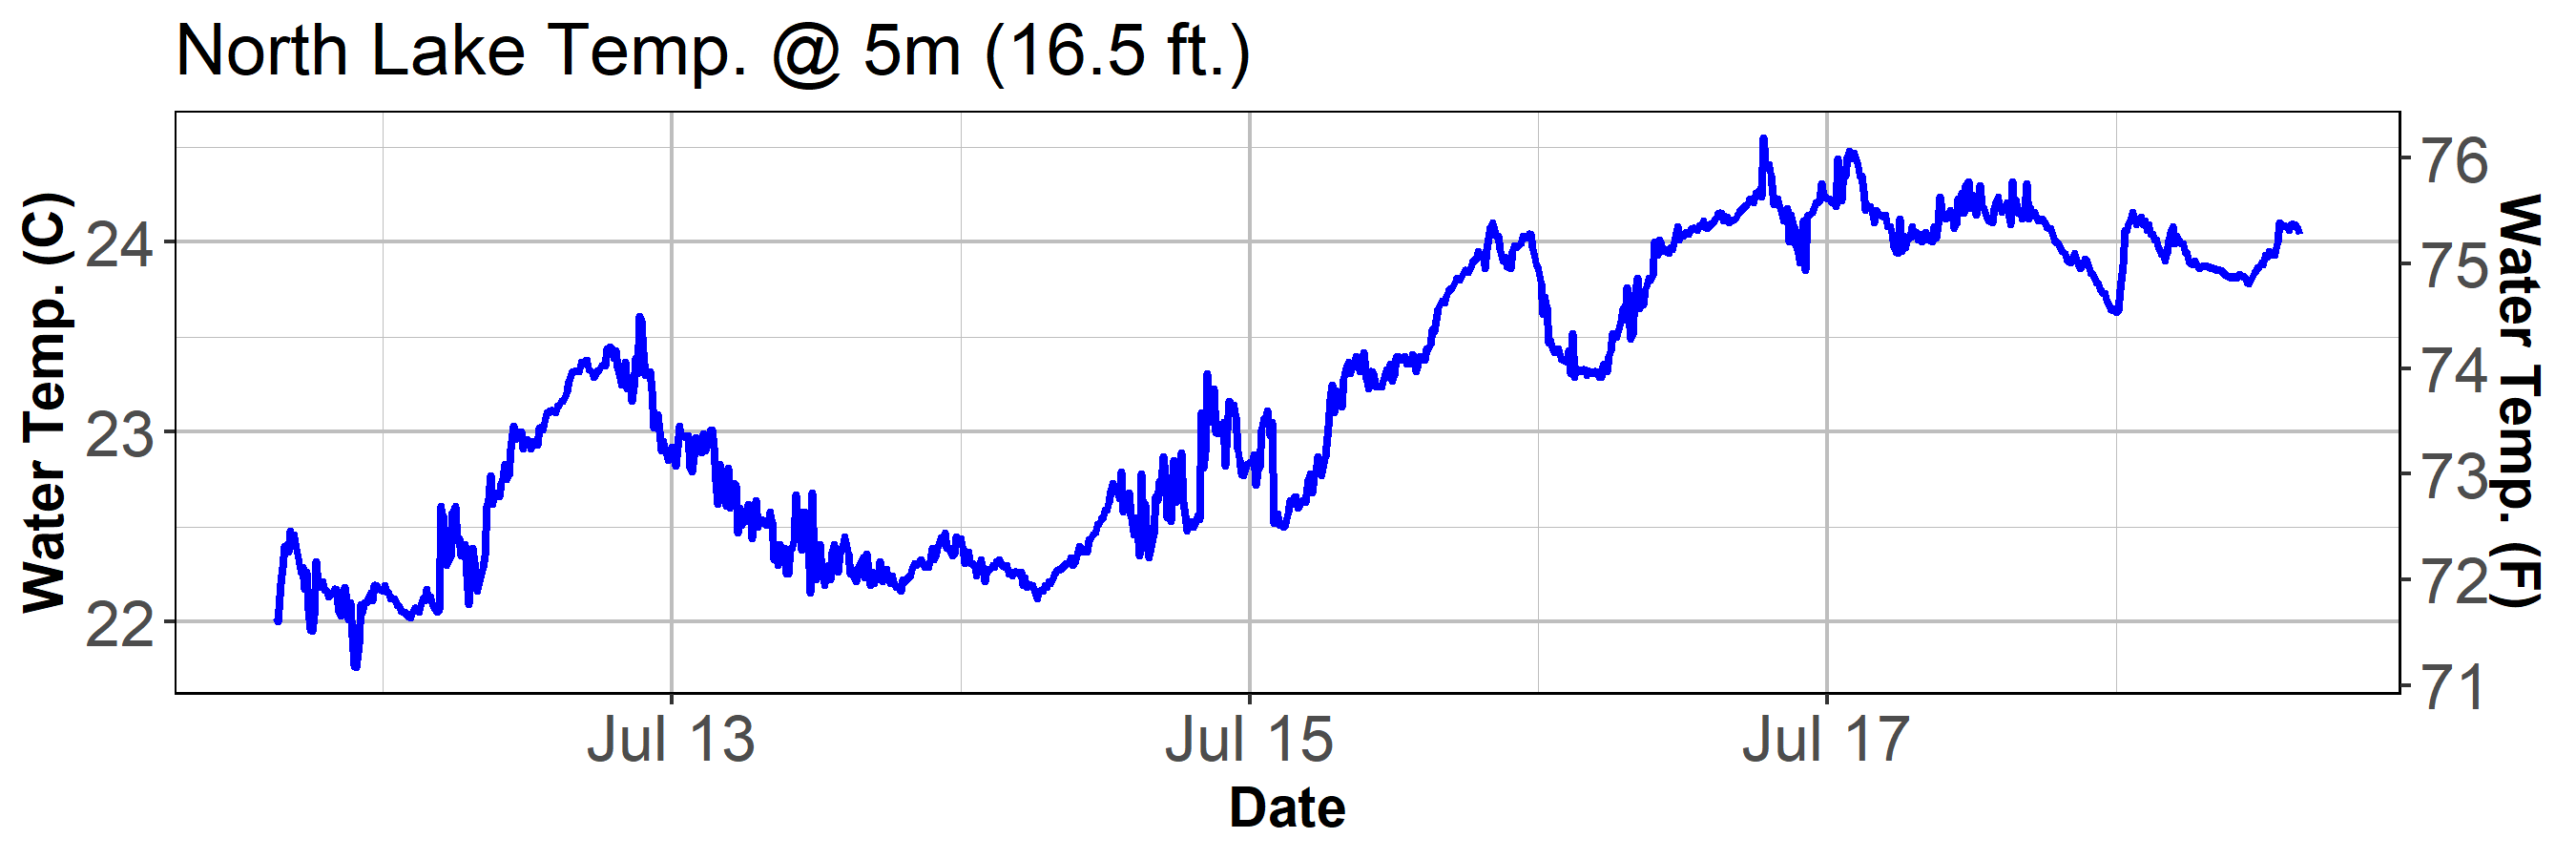 North Lake Temp. @ 5m (16.5 ft.)
Water Temp. (C)
24
23
22
76
75
74
73
72
71
Water Temp. (F)
Jul 13
Jul 15
Jul 17
Date